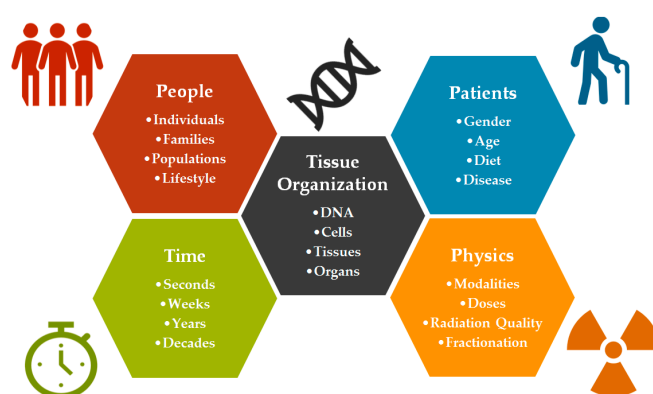 People
•Individuals
•Families
•Populations
•Lifestyle
Patients
•Gender
•Age
•Diet
•Disease
Tissue
Organization
•DNA
•Cells
•Tissues
•Organs
Time
•Seconds
•Weeks
•Years
•Decades
Physics
•Modalities
•Doses
•Radiation Quality
•Fractionation